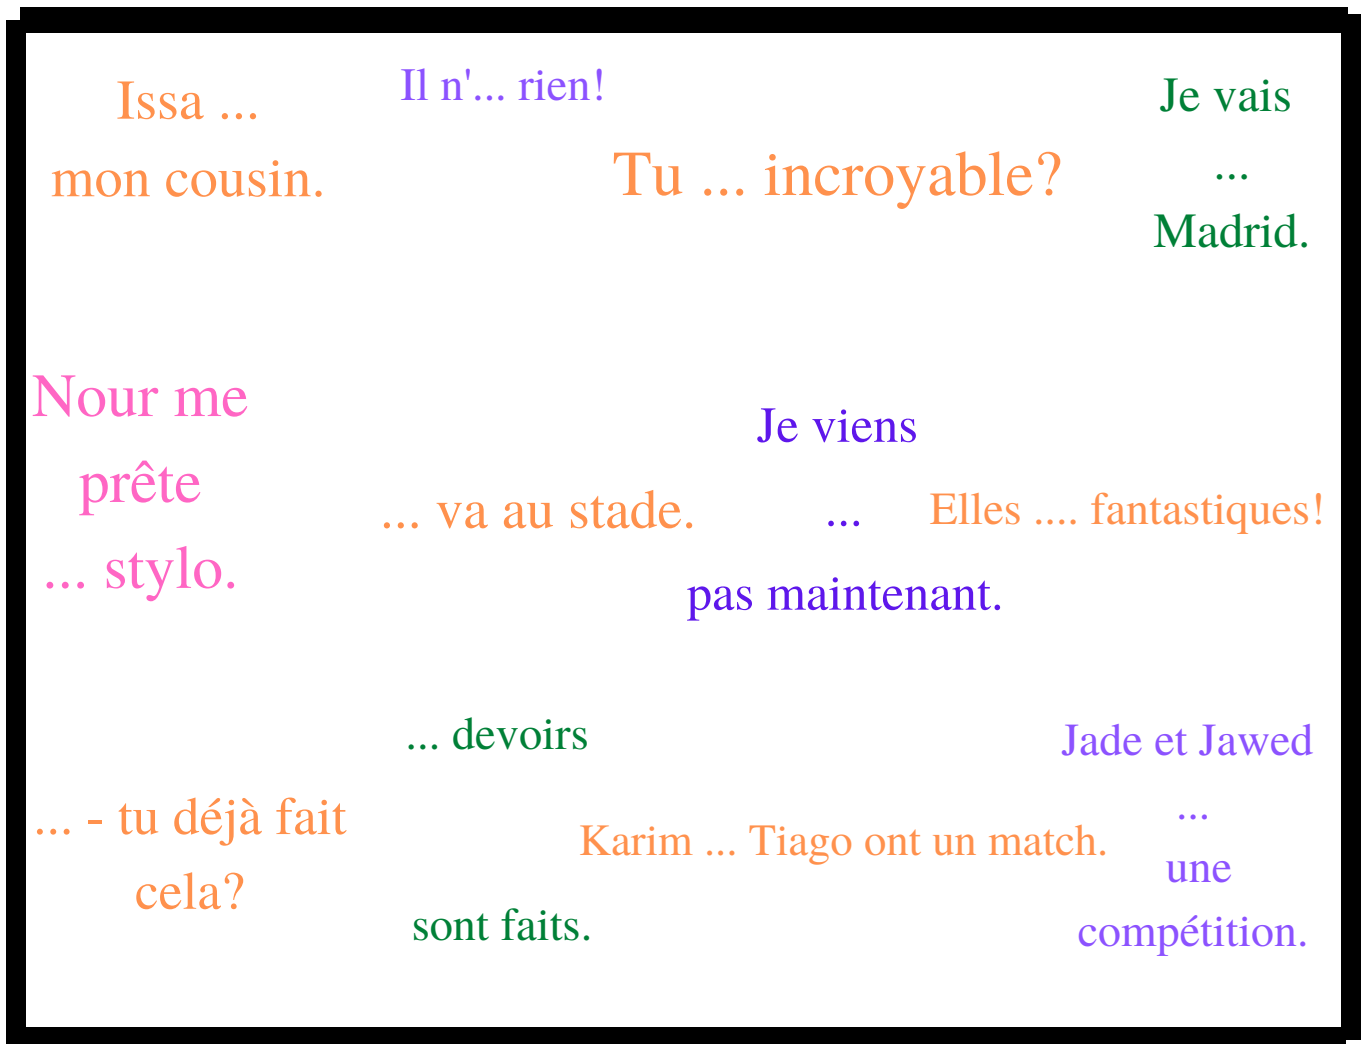 Issa ...
mon cousin.
Il n'... rien!
Tu ... incroyable?
Je vais
...
Madrid.
Nour me
prête
... stylo.
... va au stade.
Je viens
...
pas maintenant.
Elles .... fantastiques!
... - tu déjà fait
cela?
... devoirs
sont faits.
Karim ... Tiago ont un match.
Jade et Jawed
...
une
compétition.